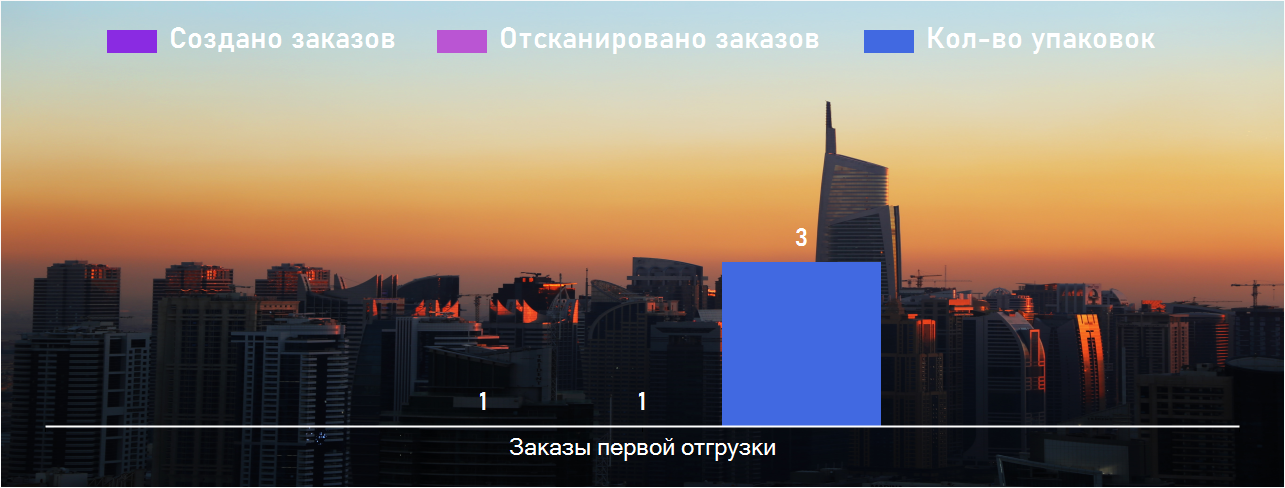 Создано заказов Отсканировано заказов Кол-во упаковок
3
1 1
Заказы первой отгрузки